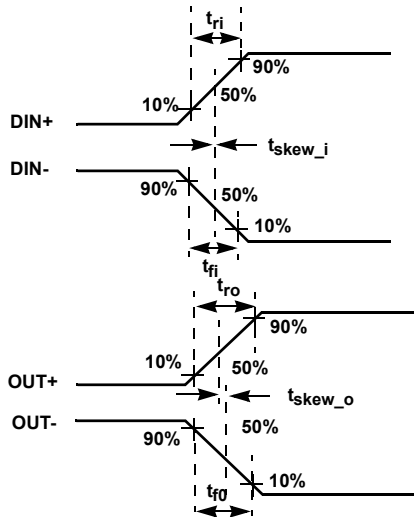 tri
90%
10%
50%
DIN+
tskew_i
DIN-
90%
50%
10%
tfi
tro
90%
10%
50%
OUT+
tskew_o
OUT-
90%
50%
10%
tf0